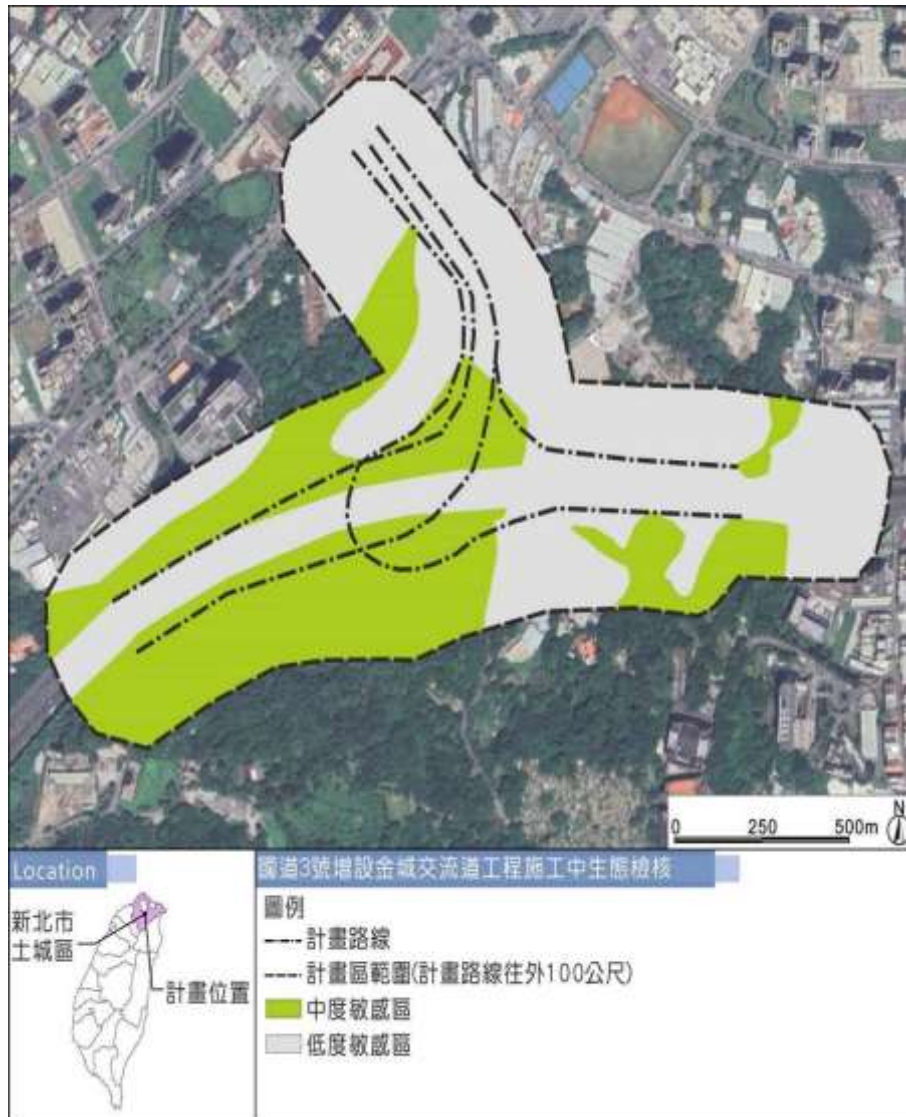 N
0 250 500m
Location
新北市
土城區
計畫位置
國道3號增設金城交流道工程施工中生態檢核
圖例
計畫路線
計畫區範圍(計畫路線往外100公尺)
中度敏感區
低度敏感區